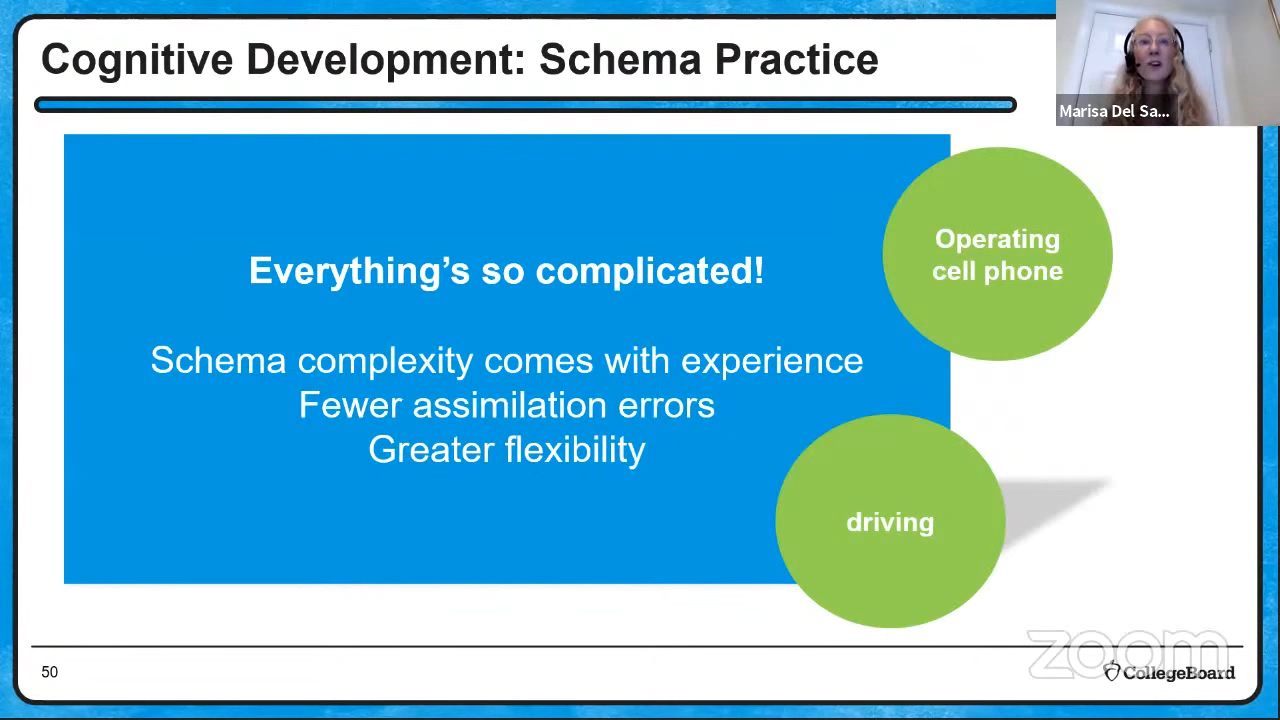 Cognitive Development: Schema Practice
Marisa Del Sa...
Everything's so complicated!
Schema complexity comes with experience
Fewer assimilation errors
Greater flexibility
Operating
cell phone
driving
50
zoom
CollegeBoard